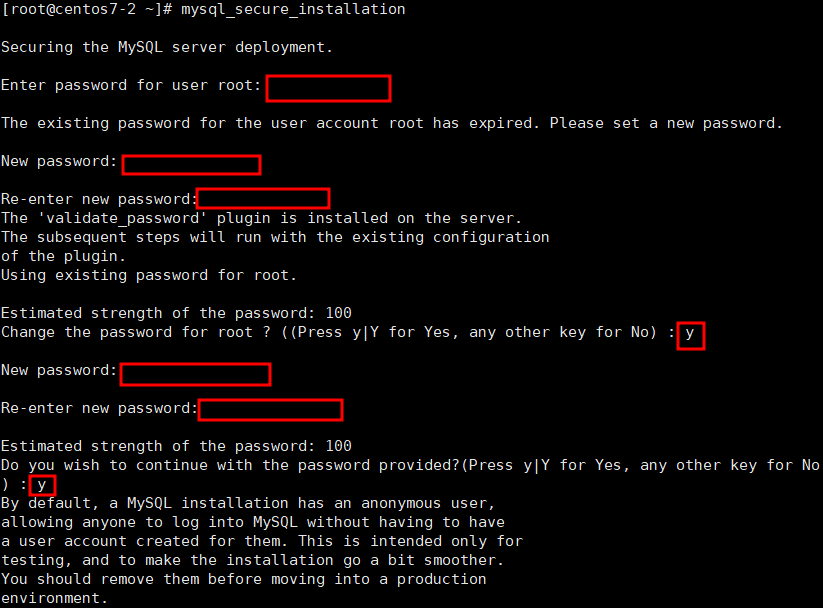 [root@centos7-2 ~]# mysql_secure_installation
Securing the MySQL server deployment.
Enter password for user root:
The existing password for the user account root has expired. Please set a new password.
New password:
Re-enter new password:
The 'validate_password' plugin is installed on the server.
The subsequent steps will run with the existing configuration
of the plugin.
Using existing password for root.
Estimated strength of the password: 100
Change the password for root ? ((Press y|Y for Yes, any other key for No) : y
New password:
Re-enter new password:
Estimated strength of the password: 100
Do you wish to continue with the password provided?(Press y|Y for Yes, any other key for No
) : y
By default, a MySQL installation has an anonymous user,
allowing anyone to log into MySQL without having to have
a user account created for them. This is intended only for
testing, and to make the installation go a bit smoother.
You should remove them before moving into a production
environment.